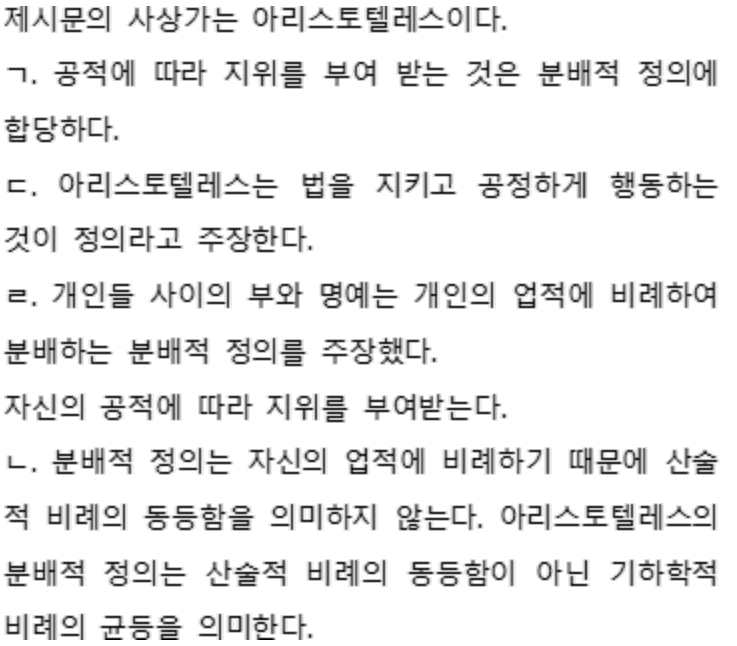 제시문의 사상가는 아리스토텔레스이다.
ㄱ. 공적에 따라 지위를 부여 받는 것은 분배적 정의에
합당하다.
ㄷ. 아리스토텔레스는 법을 지키고 공정하게 행동하는
것이 정의라고 주장한다.
ㄹ. 개인들 사이의 부와 명예는 개인의 업적에 비례하여
분배하는 분배적 정의를 주장했다.
자신의 공적에 따라 지위를 부여받는다.
ㄴ. 분배적 정의는 자신의 업적에 비례하기 때문에 산술
적 비례의 동등함을 의미하지 않는다. 아리스토텔레스의
분배적 정의는 산술적 비례의 동등함이 아닌 기하학적
비례의 균등을 의미한다.